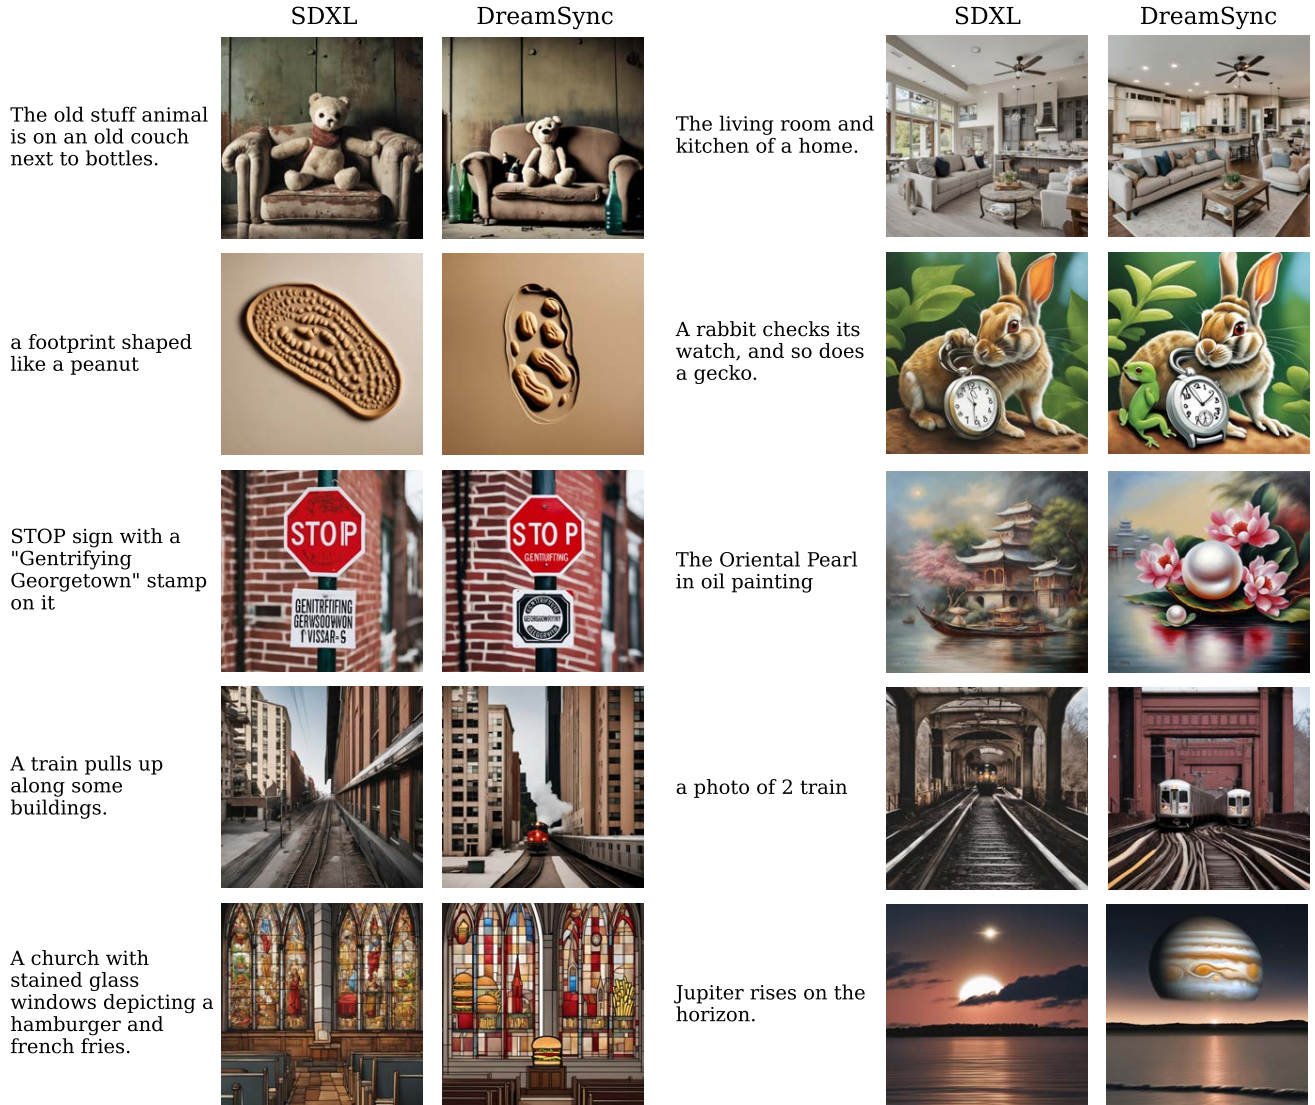 SDXL
DreamSync
SDXL
DreamSync
The old stuff animal
is on an old couch
next to bottles.
The living room and
kitchen of a home.
a footprint shaped
like a peanut
A rabbit checks its
watch, and so does
a gecko.
STOP sign with a
"Gentrifying
Georgetown" stamp
on it
STOIP
GENITRFIFING
GERWSOOWVON
STO P
The Oriental Pearl
in oil painting
A train pulls up
along some
buildings.
a photo of 2 train
A church with
stained glass
windows depicting a
hamburger and
french fries.
Jupiter rises on the
horizon.